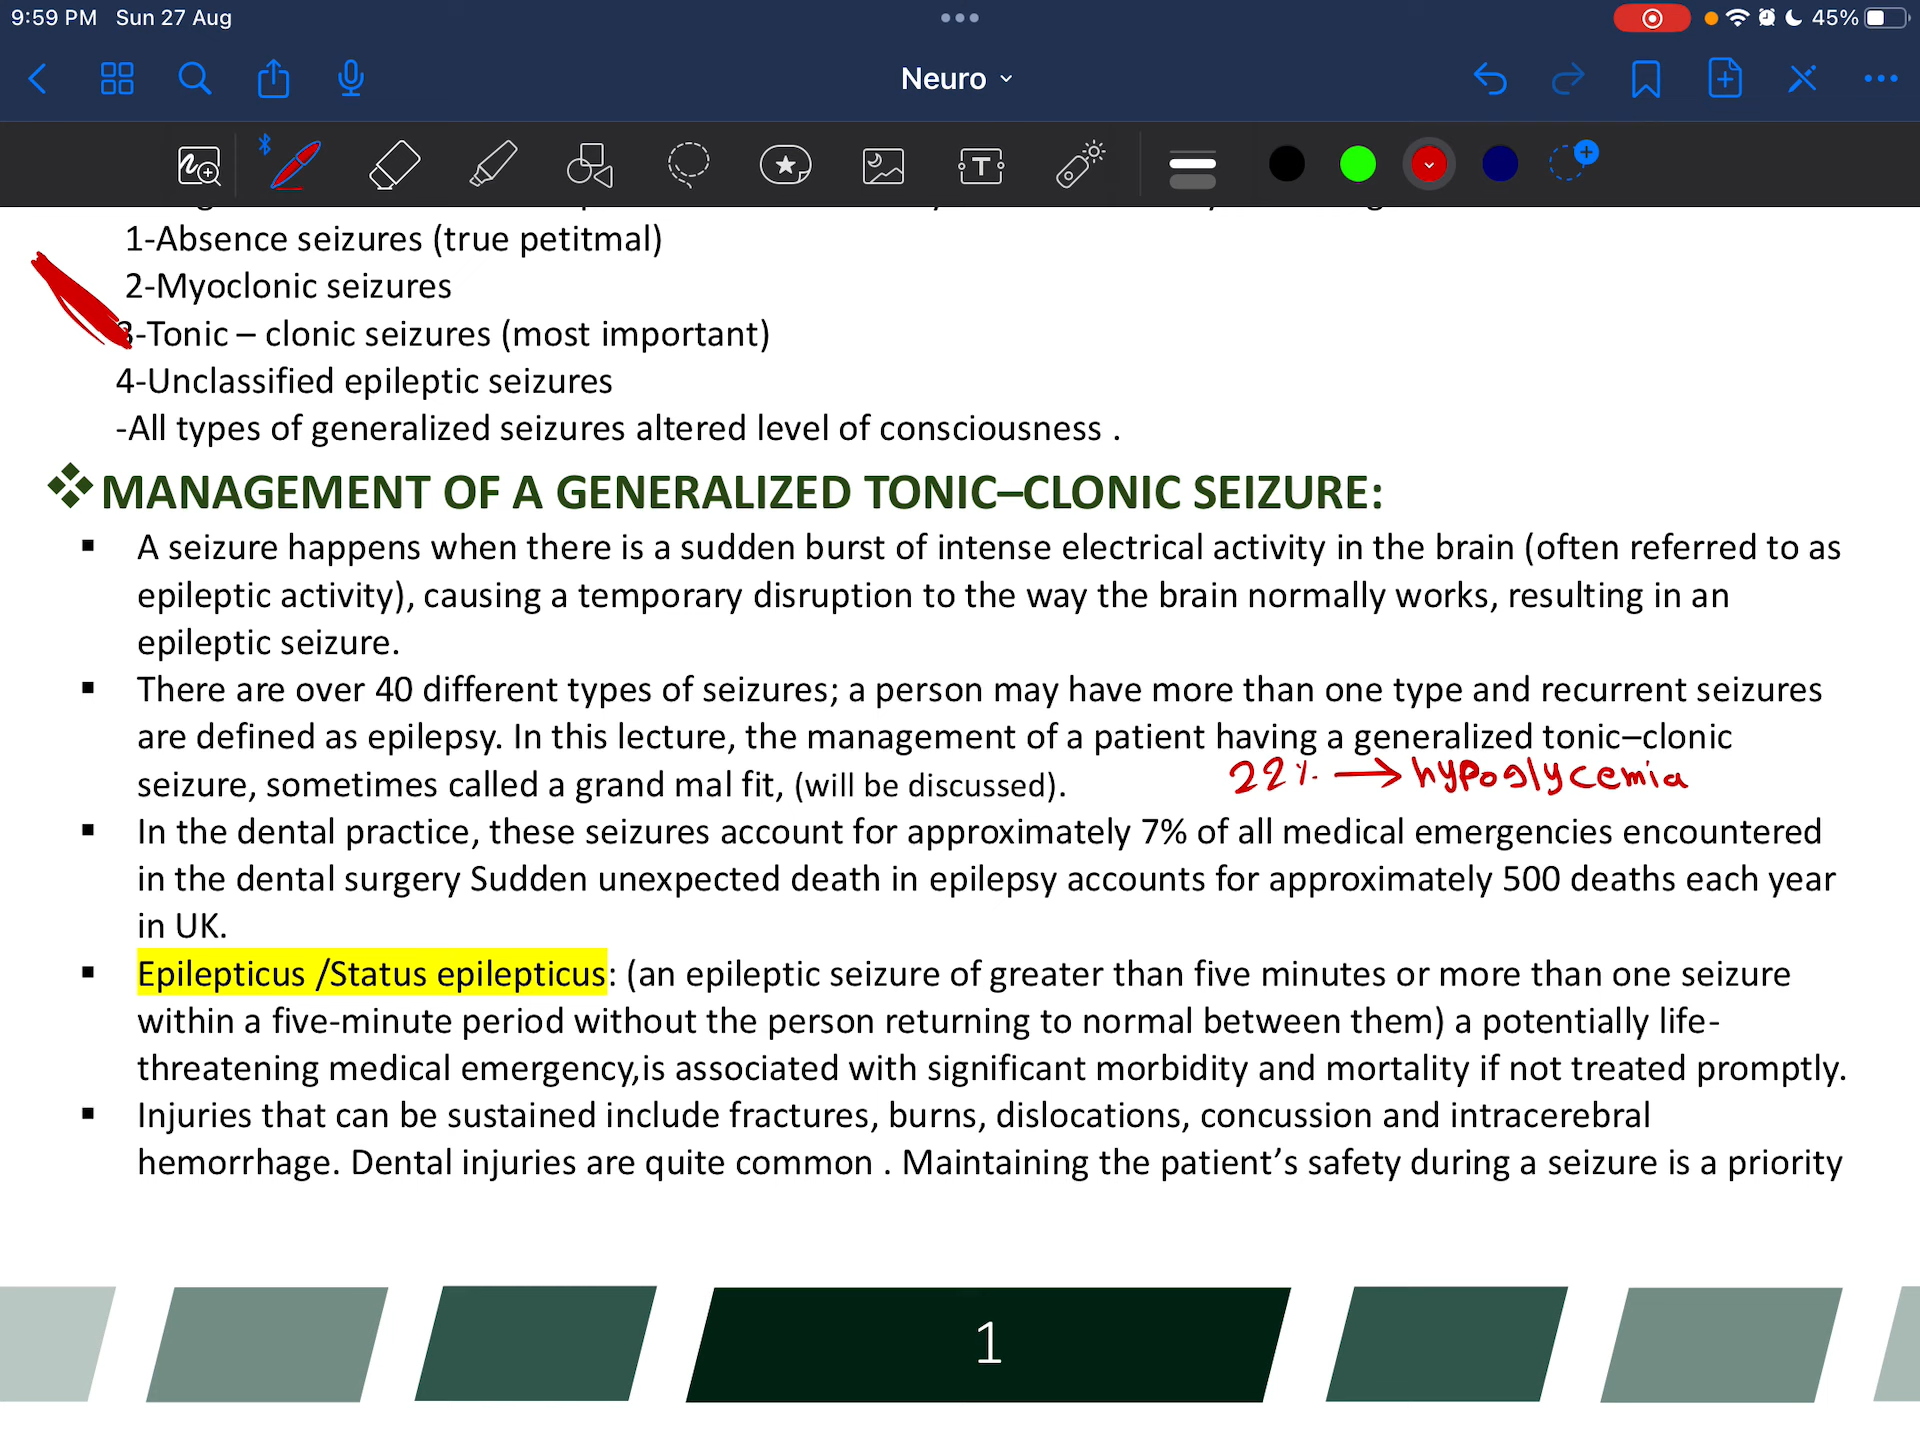 9:59 PM Sun 27 Aug
45%
Neuro
1-Absence seizures (true petitmal)
2-Myoclonic seizures
3-Tonic – clonic seizures (most important)
4-Unclassified epileptic seizures
-All types of generalized seizures altered level of consciousness .
MANAGEMENT OF A GENERALIZED TONIC–CLONIC SEIZURE:
▪ A seizure happens when there is a sudden burst of intense electrical activity in the brain (often referred to as
epileptic activity), causing a temporary disruption to the way the brain normally works, resulting in an
epileptic seizure.
▪ There are over 40 different types of seizures; a person may have more than one type and recurrent seizures
are defined as epilepsy. In this lecture, the management of a patient having a generalized tonic–clonic
seizure, sometimes called a grand mal fit, (will be discussed).
22% → hypoglycemia
▪ In the dental practice, these seizures account for approximately 7% of all medical emergencies encountered
in the dental surgery Sudden unexpected death in epilepsy accounts for approximately 500 deaths each year
in UK.
▪ Epilepticus /Status epilepticus: (an epileptic seizure of greater than five minutes or more than one seizure
within a five-minute period without the person returning to normal between them) a potentially life-
threatening medical emergency,is associated with significant morbidity and mortality if not treated promptly.
▪ Injuries that can be sustained include fractures, burns, dislocations, concussion and intracerebral
hemorrhage. Dental injuries are quite common . Maintaining the patient’s safety during a seizure is a priority
1